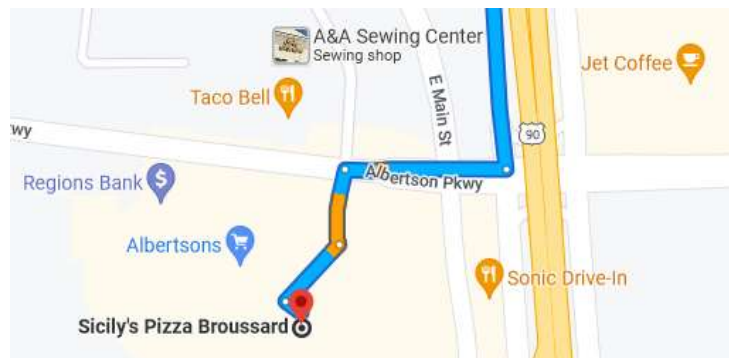 A&A Sewing Center
Sewing shop
Jet Coffee
Taco Bell
E Main St
90
wy
Albertson Pkwy
Regions Bank
Albertsons
Sonic Drive-In
Sicily's Pizza Broussard